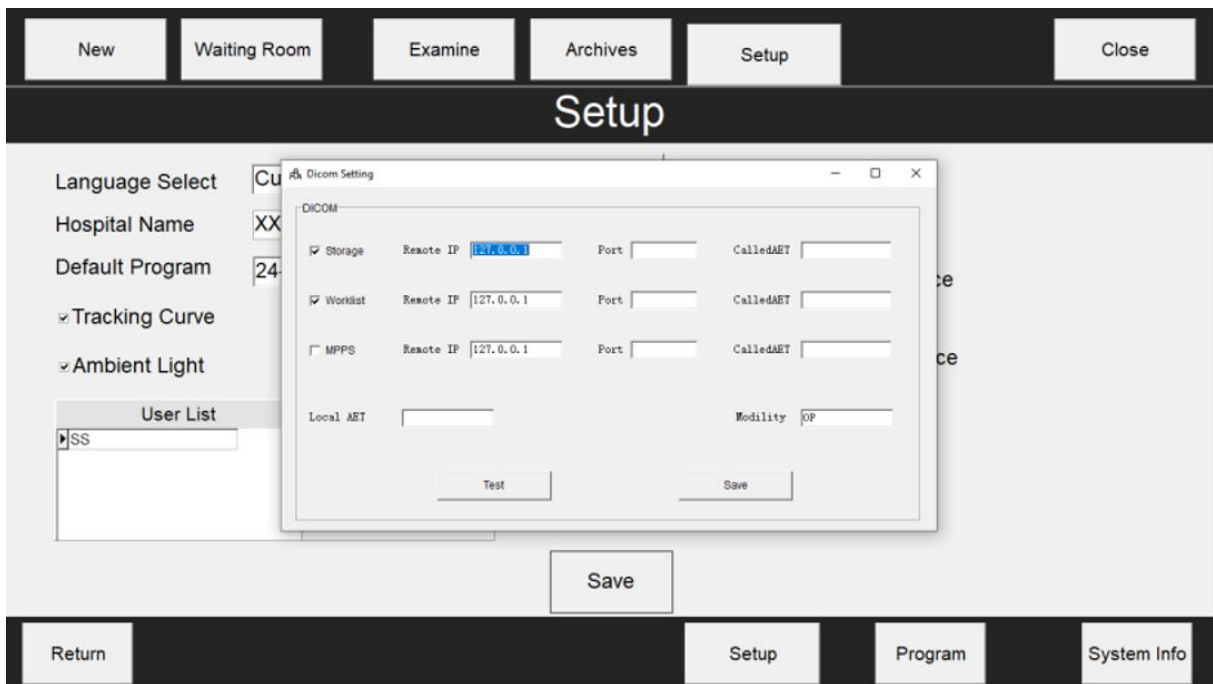 New Waiting Room Examine Archives Setup Close
Setup
Language Select Cu
Hospital Name XX
Default Program 24-
Tracking Curve
Ambient Light
User List
SS
Dicom Setting
DICOM
Storage Remote IP 127.0.0.1 Port CalledAET
Worklist Remote IP 127.0.0.1 Port CalledAET
MPPS Remote IP 127.0.0.1 Port CalledAET
Local AET Modility OP
Test Save
ce
ce
Save
Return Setup Program System Info